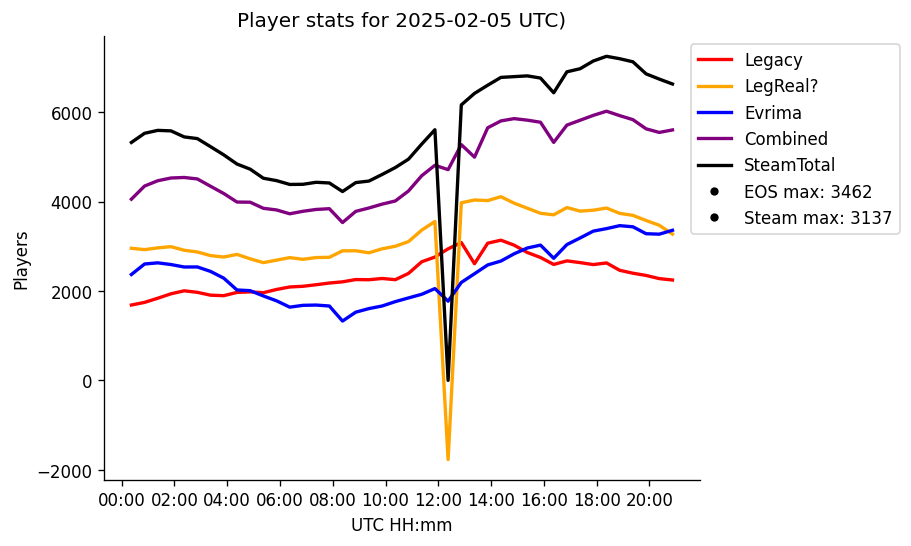 Player stats for 2025-02-05 UTC)
Legacy
LegReal?
Evrima
Combined
SteamTotal
EOS max: 3462
Steam max: 3137
Players
6000
4000
2000
0
−2000
00:00 02:00 04:00 06:00 08:00 10:00 12:00 14:00 16:00 18:00 20:00
UTC HH:mm